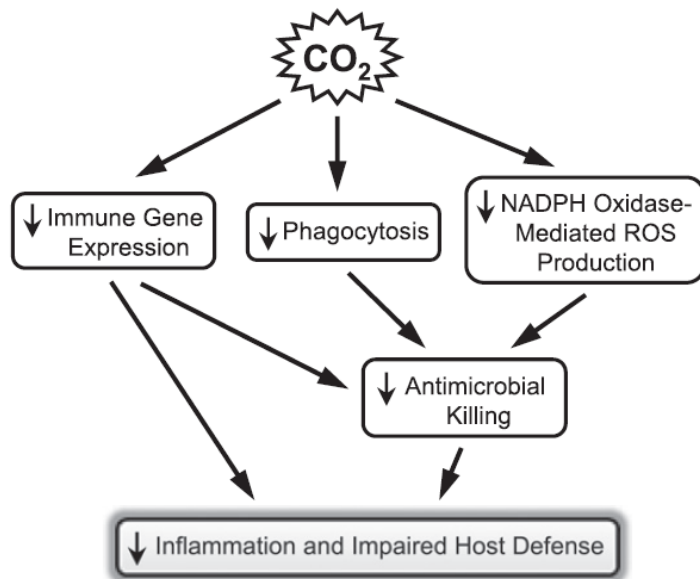 CO₂
↓ Immune Gene
Expression
↓ Phagocytosis
↓ NADPH Oxidase-
Mediated ROS
Production
↓ Antimicrobial
Killing
↓ Inflammation and Impaired Host Defense